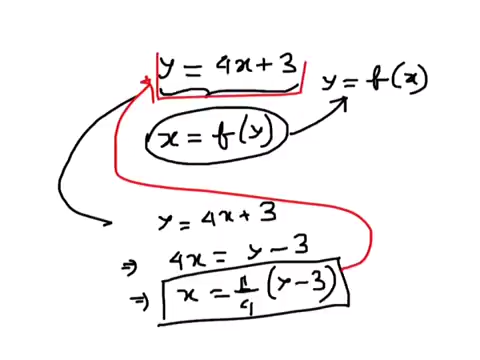 y = 4x + 3
y = f(x)
x = f(y)
y = 4x + 3
⇒ 4x = y - 3
⇒ x = 1/4 (y - 3)